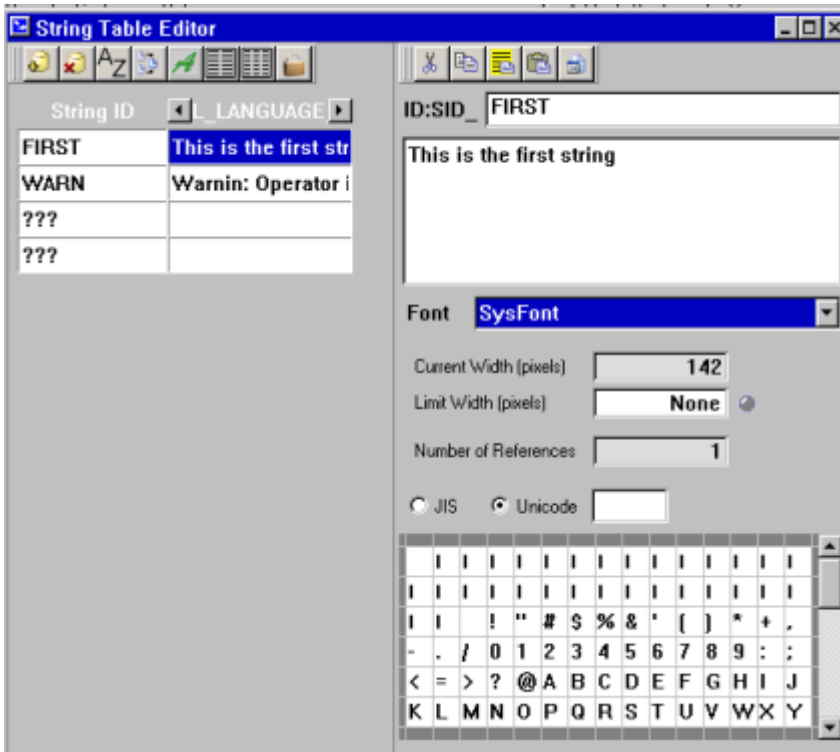 String Table Editor
String ID L_LANGUAGE
FIRST This is the first str
WARN Warnin: Operator i
???
???
ID:SID_ FIRST
This is the first string
Font SysFont
Current Width (pixels) 142
Limit Width (pixels) None
Number of References 1
JIS Unicode
I I I I I I I I I I I I I I
I I I I I I I I I I I I I I I
I I ! " # $ % & ' ( ) * + ,
- . / 0 1 2 3 4 5 6 7 8 9 : ;
< = > ? @ A B C D E F G H I J
K L M N O P Q R S T U V W X Y